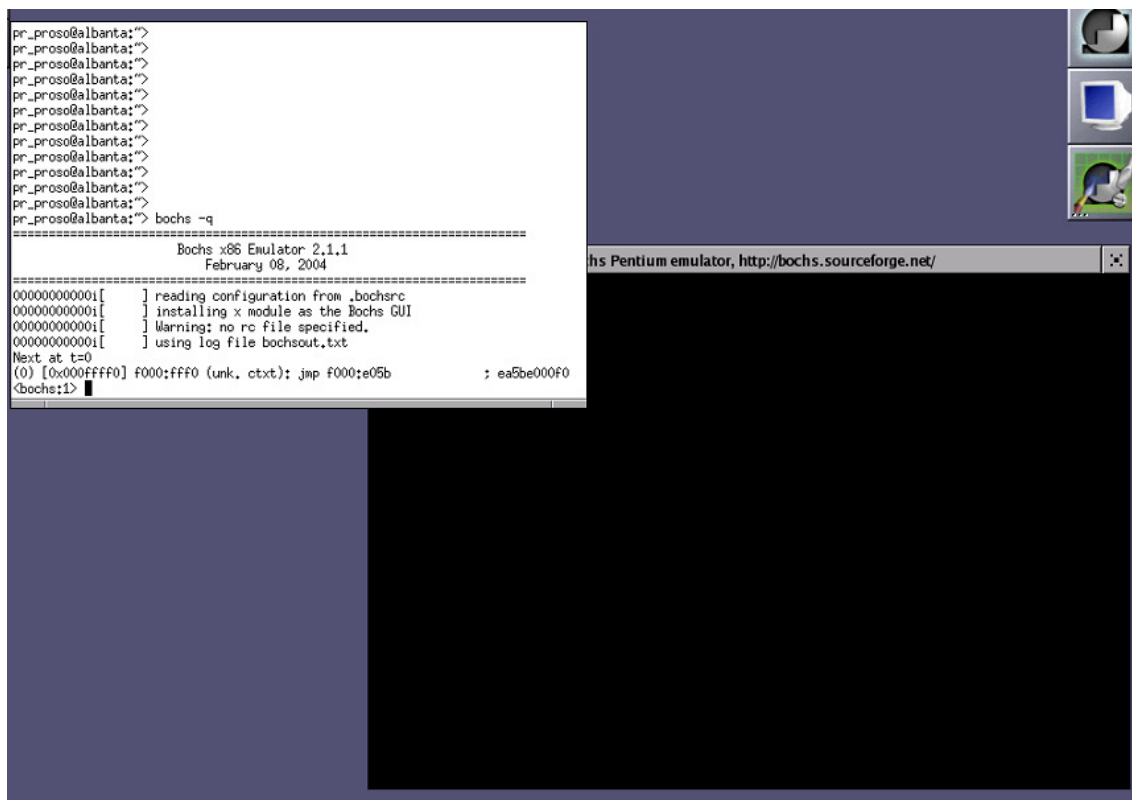 pr_proso@albanta:~>
pr_proso@albanta:~>
pr_proso@albanta:~>
pr_proso@albanta:~>
pr_proso@albanta:~>
pr_proso@albanta:~>
pr_proso@albanta:~>
pr_proso@albanta:~>
pr_proso@albanta:~>
pr_proso@albanta:~>
pr_proso@albanta:~>
pr_proso@albanta:~>
pr_proso@albanta:~> bochs -q
========================================================================
Bochs x86 Emulator 2.1.1
February 08, 2004
========================================================================
00000000000i[     ] reading configuration from .bochsrc
00000000000i[     ] installing x module as the Bochs GUI
00000000000i[     ] Warning: no rc file specified.
00000000000i[     ] using log file bochsout.txt
Next at t=0
(0) [0x000ffff0] f000:fff0 (unk. ctxt): jmp f000:e05b             ; ea5be000f0
<bochs:1>
hs Pentium emulator, http://bochs.sourceforge.net/